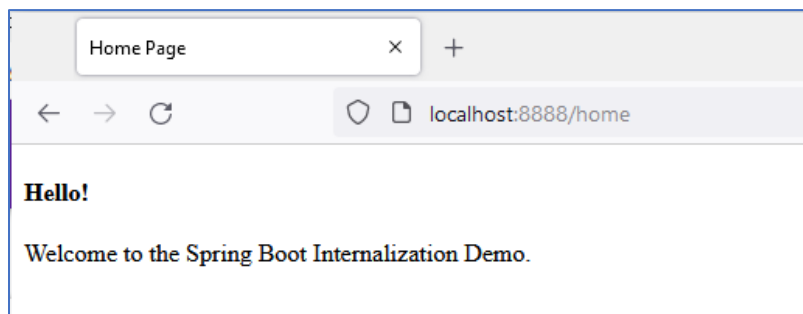 Home Page
localhost:8888/home
Hello!
Welcome to the Spring Boot Internalization Demo.